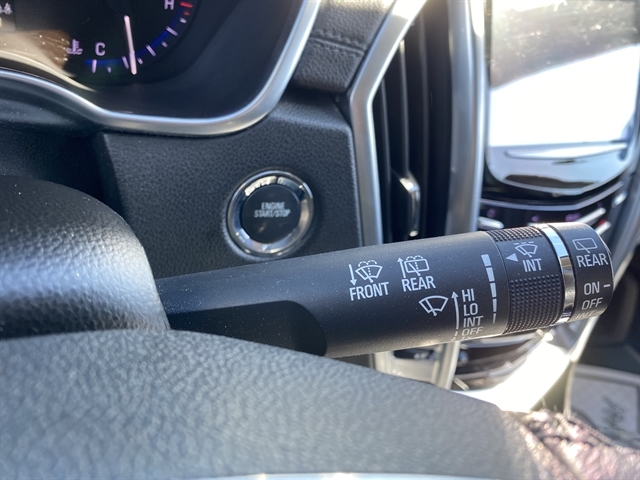 H
C
ENGINE
START/STOP
FRONT
REAR
HI
LO
INT
OFF
INT
REAR
ON
OFF